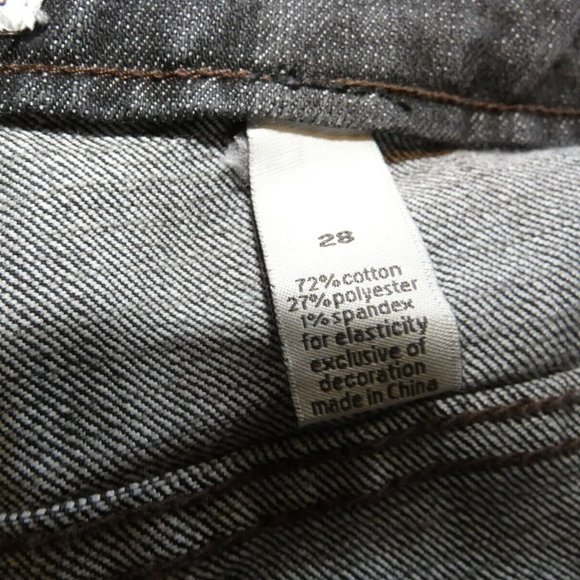 28
72% cotton
27% polyester
1% spandex
for elasticity
exclusive of
decoration
made in China